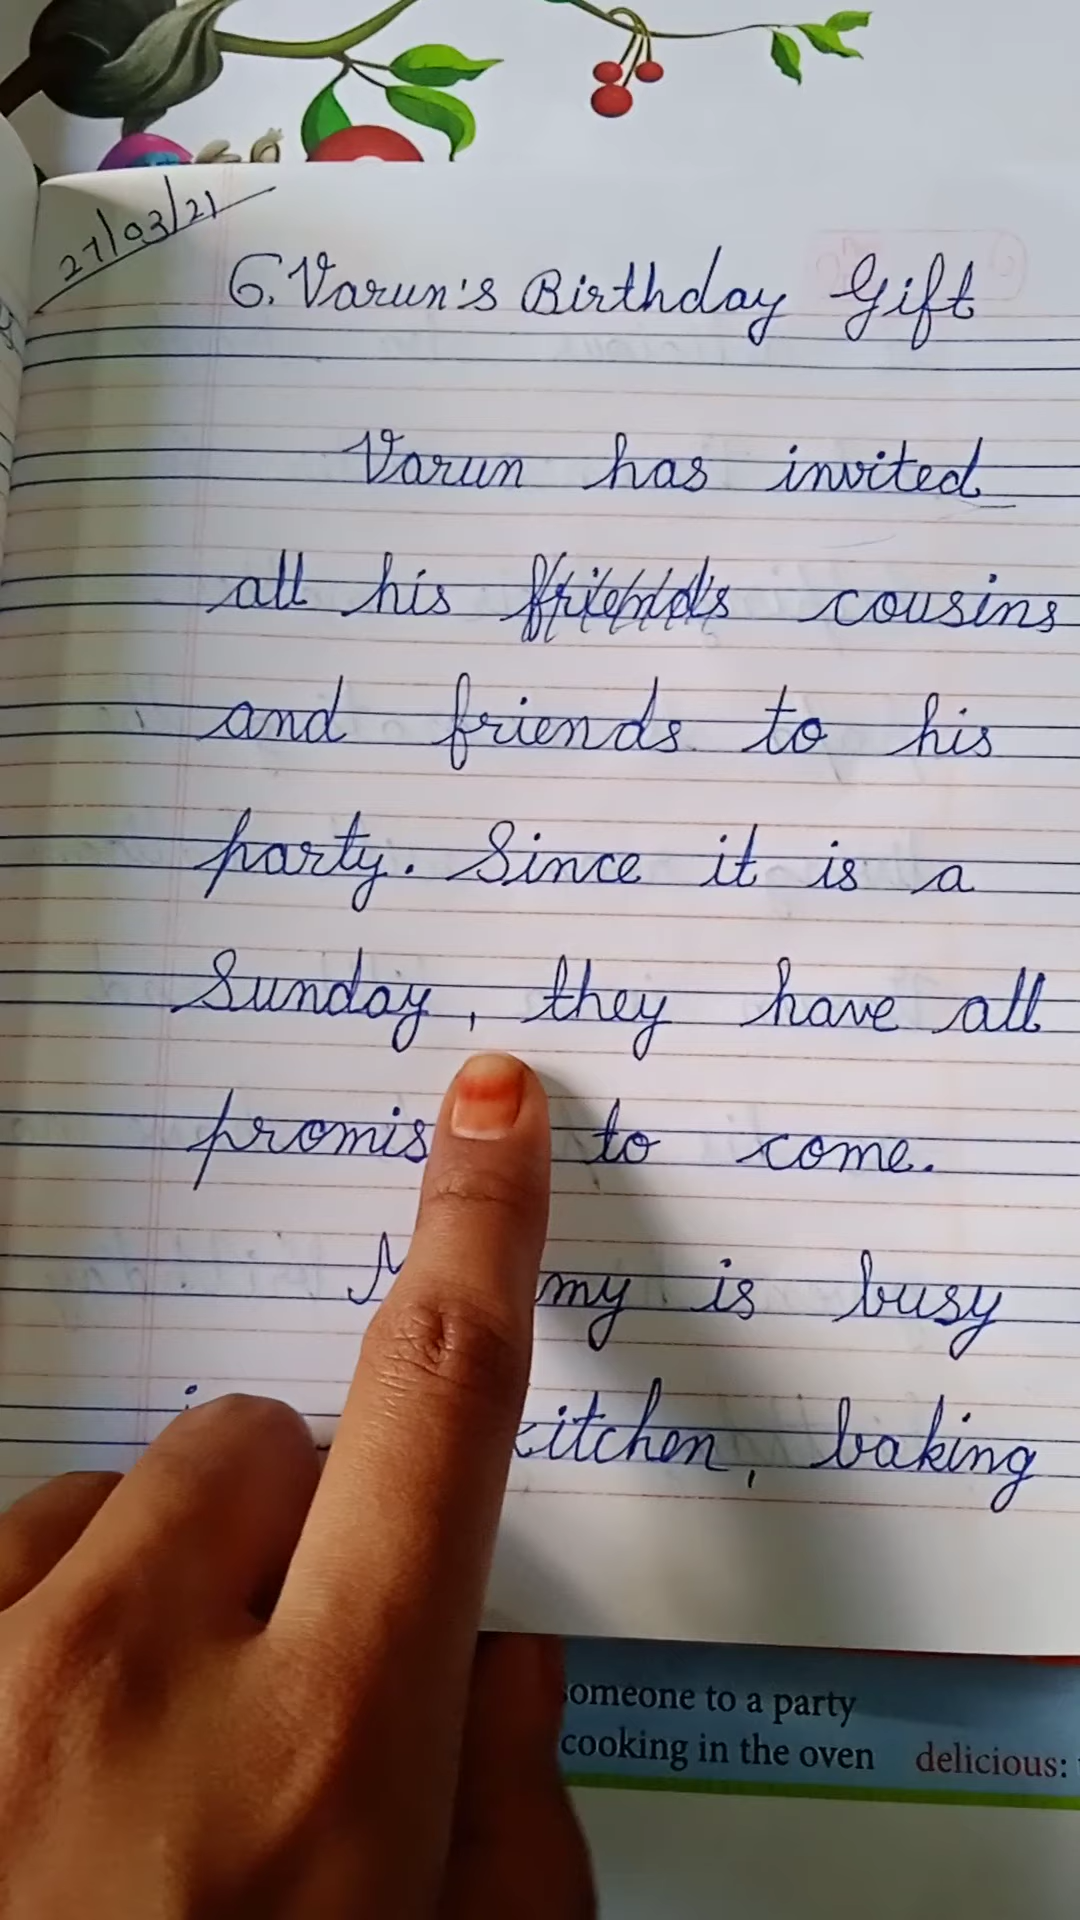 27/03/21
6. Varun's Birthday Gift
Varun has invited
all his friends cousins
and friends to his
party. Since it is a
Sunday, they have all
promis to come.
my is busy
kitchen, baking
someone to a party
cooking in the oven delicious: